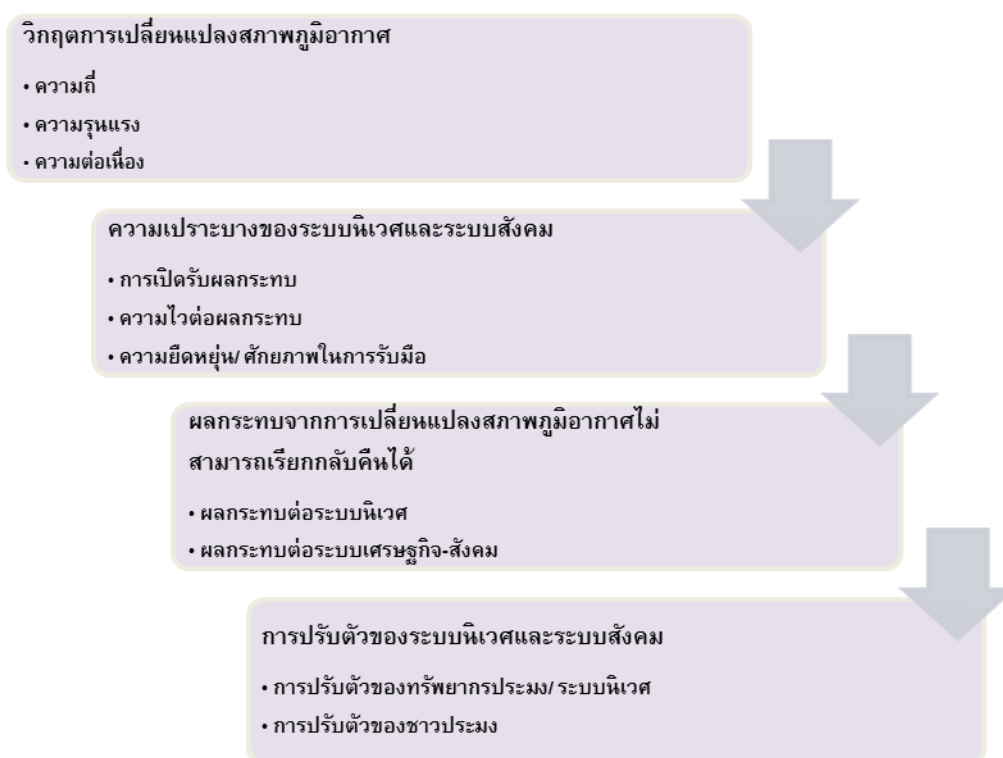 วิกฤตการเปลี่ยนแปลงสภาพภูมิอากาศ
• ความถี่
• ความรุนแรง
• ความต่อเนื่อง
ความเปราะบางของระบบนิเวศและระบบสังคม
• การเปิดรับผลกระทบ
• ความไวต่อผลกระทบ
• ความยืดหยุ่น/ ศักยภาพในการรับมือ
ผลกระทบจากการเปลี่ยนแปลงสภาพภูมิอากาศไม่
สามารถเรียกกลับคืนได้
• ผลกระทบต่อระบบนิเวศ
• ผลกระทบต่อระบบเศรษฐกิจ-สังคม
การปรับตัวของระบบนิเวศและระบบสังคม
• การปรับตัวของทรัพยากรประมง/ ระบบนิเวศ
• การปรับตัวของชาวประมง